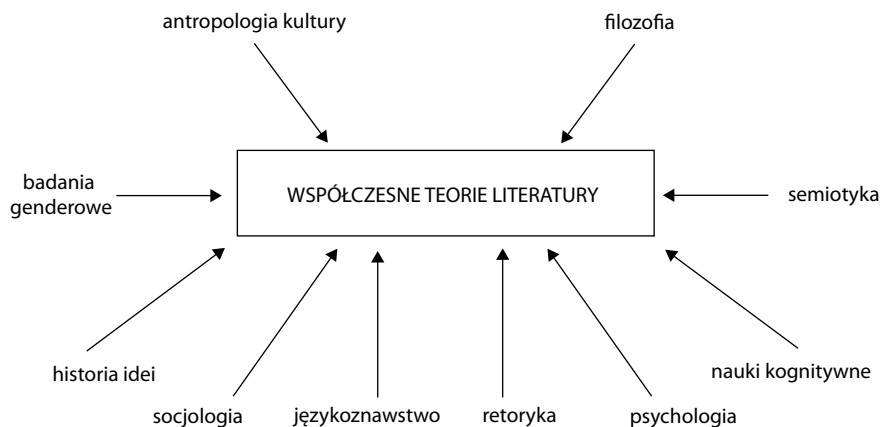 antropologia kultury
filozofia
badania
genderowe
WSPÓŁCZESNE TEORIE LITERATURY
semiotyka
historia idei
nauki kognitywne
socjologia
językoznawstwo
retoryka
psychologia